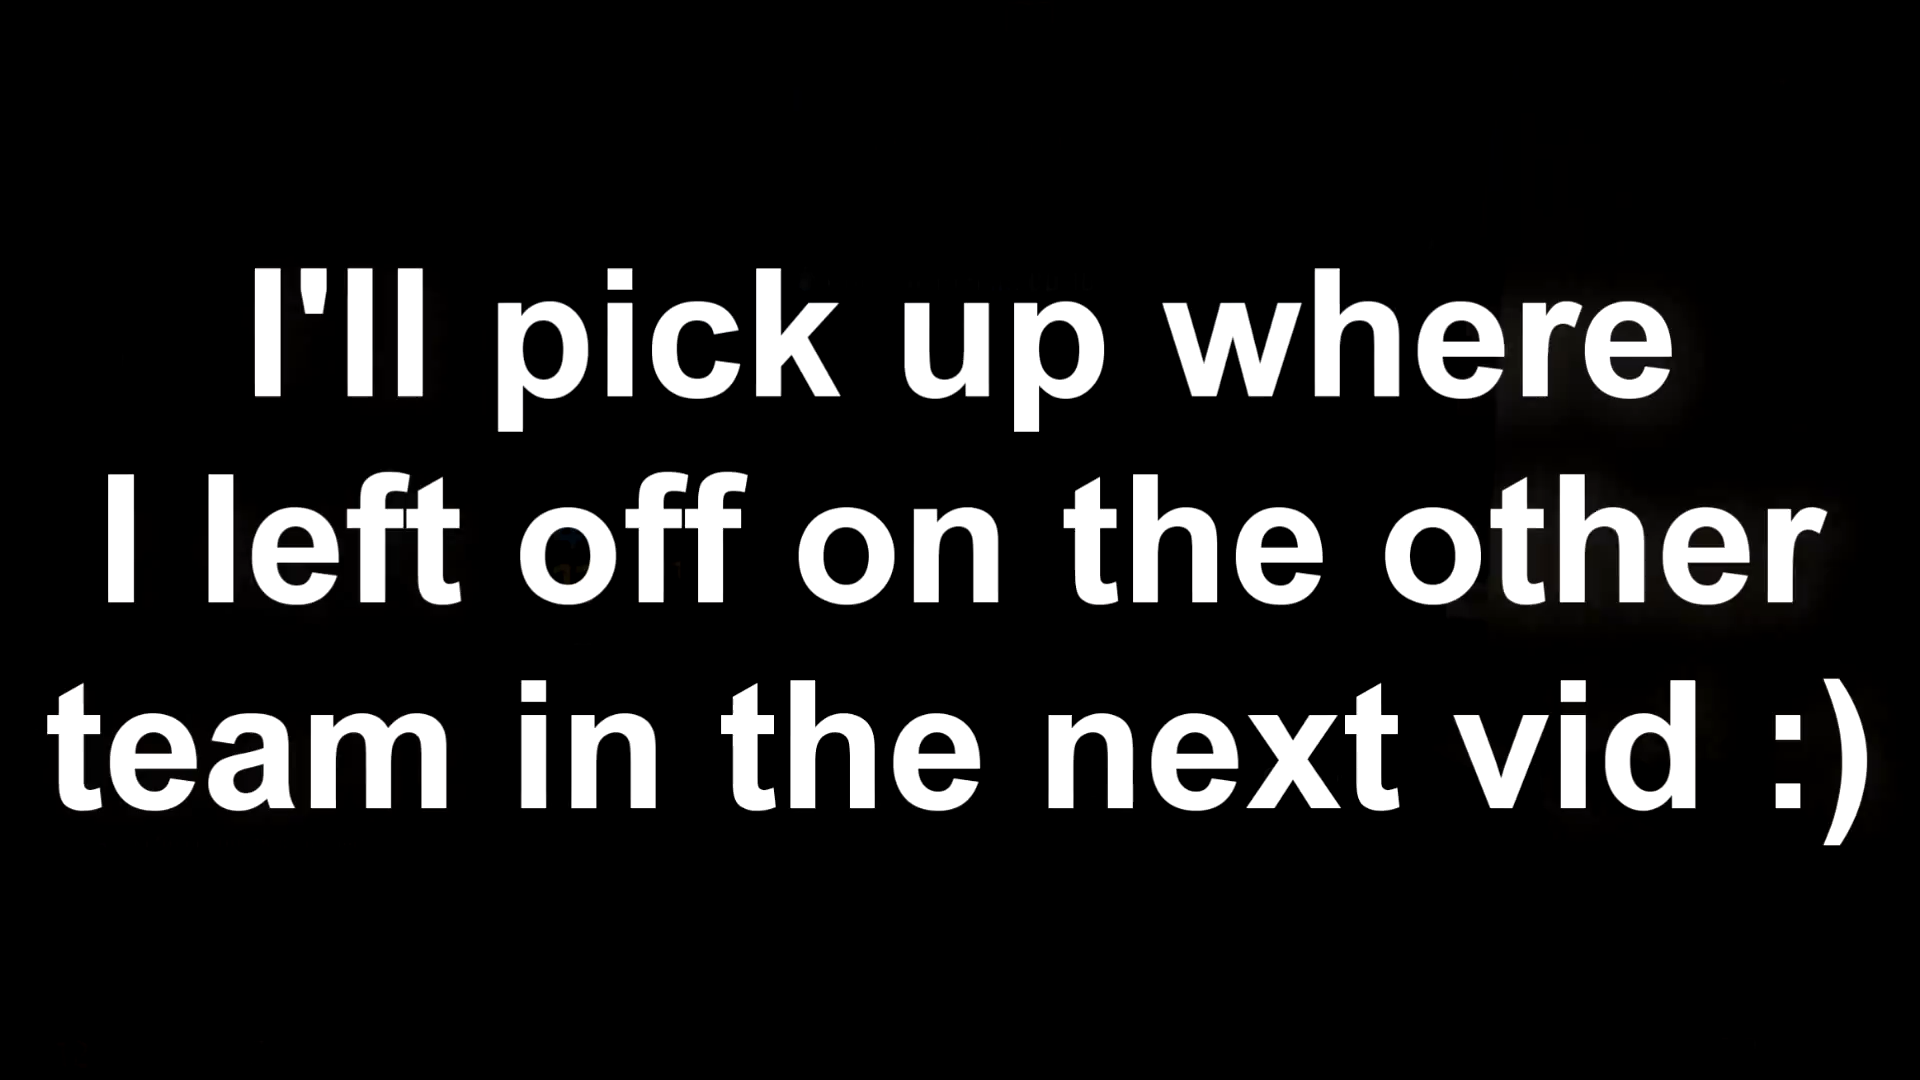 I'll pick up where
I left off on the other
team in the next vid :)